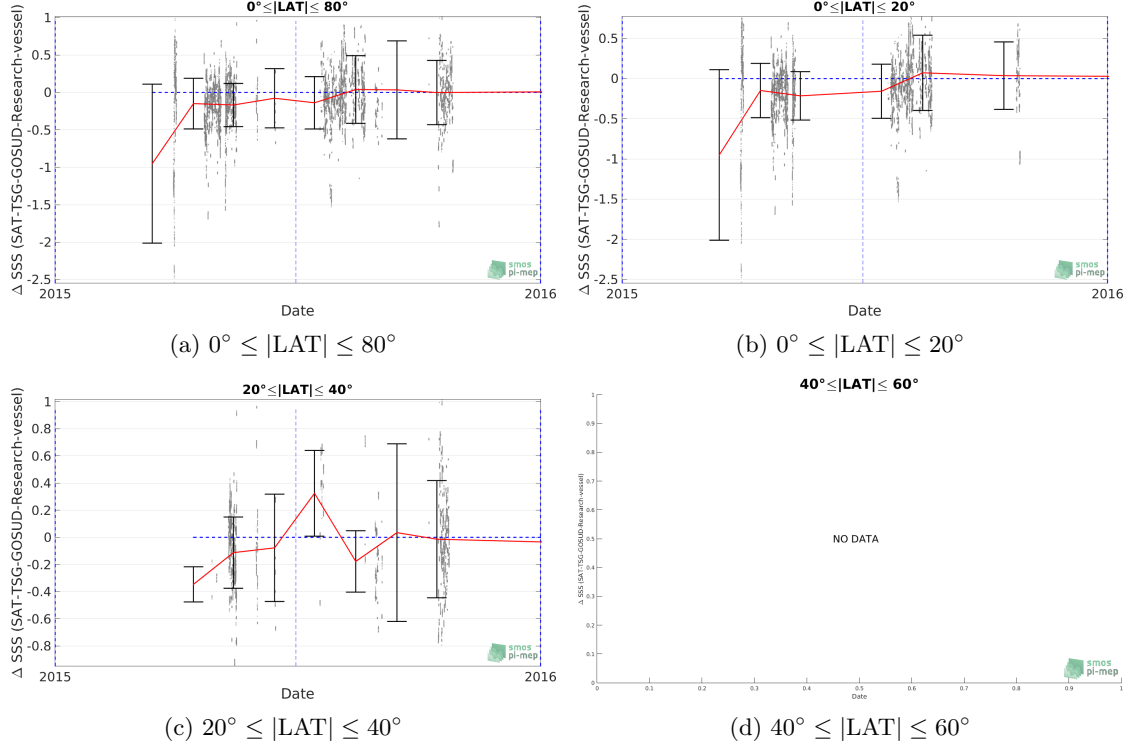 0°≤|LAT|≤ 80°
1
0.5
0
-0.5
-1
-1.5
-2
-2.5
Δ SSS (SAT-TSG-GOSUD-Research-vessel)
2015
2016
Date
smos
pi-mep
(a) 0° ≤ |LAT| ≤ 80°
0°≤|LAT|≤ 20°
0.5
0
-0.5
-1
-1.5
-2
-2.5
Δ SSS (SAT-TSG-GOSUD-Research-vessel)
2015
2016
Date
smos
pi-mep
(b) 0° ≤ |LAT| ≤ 20°
20°≤|LAT|≤ 40°
1
0.8
0.6
0.4
0.2
0
-0.2
-0.4
-0.6
-0.8
Δ SSS (SAT-TSG-GOSUD-Research-vessel)
2015
2016
Date
smos
pi-mep
(c) 20° ≤ |LAT| ≤ 40°
40°≤|LAT|≤ 60°
1
0.9
0.8
0.7
0.6
0.5
0.4
0.3
0.2
0.1
0
Δ SSS (SAT-TSG-GOSUD-Research-vessel)
NO DATA
0 0.1 0.2 0.3 0.4 0.5 0.6 0.7 0.8 0.9 1
Date
smos
pi-mep
(d) 40° ≤ |LAT| ≤ 60°